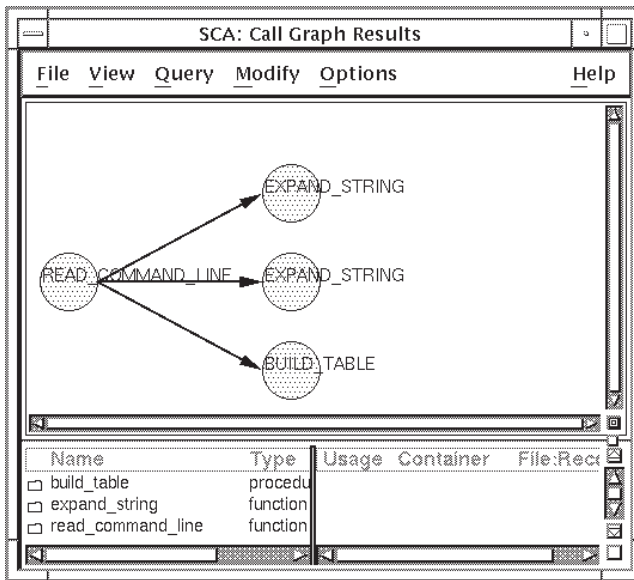 SCA: Call Graph Results
File View Query Modify Options Help
EXPAND_STRING
READ_COMMAND_LINE EXPAND_STRING
BUILD_TABLE
Name Type Usage Container File:Reco
build_table procedu
expand_string function
read_command_line function